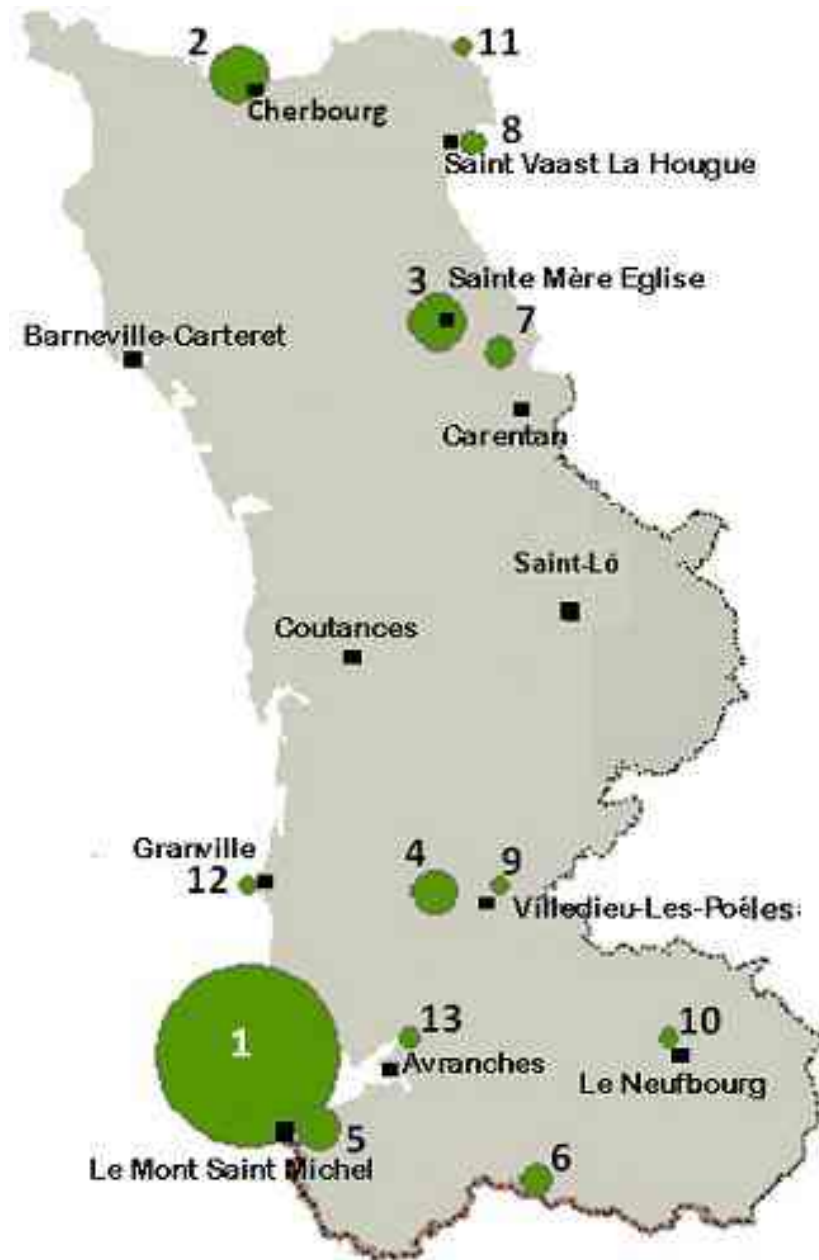 2
11
Cherbourg
8
Saint Vaast La Hougue
3
Sainte Mère Eglise
7
Barneville-Carteret
Carentan
Saint-Lô
Coutances
Granville
12
4
9
Villedieu-Les-Poêles
1
13
10
Avranches
Le Neufbourg
5
Le Mont Saint Michel
6